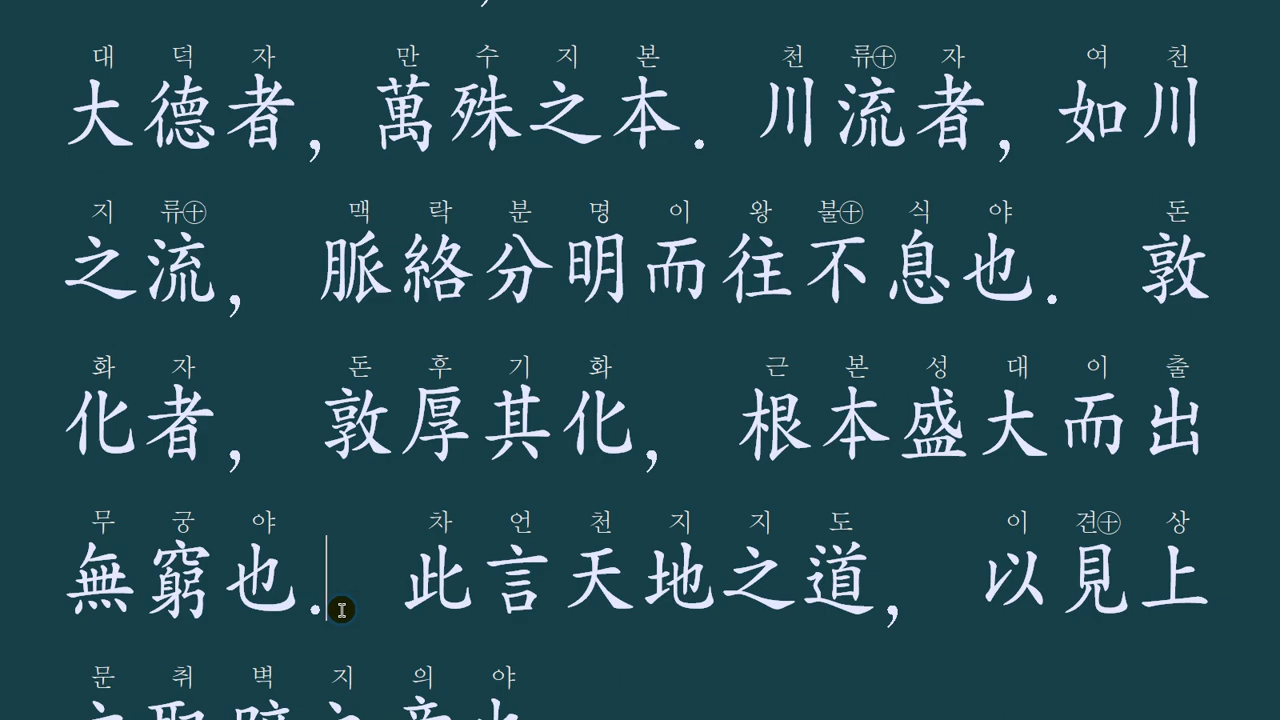 대 덕 자 만 수 지 본 천 류㊉ 자 여 천
大德者, 萬殊之本. 川流者, 如川
지 류㊉ 맥 락 분 명 이 왕 불㊉ 식 야 돈
之流, 脈絡分明而往不息也. 敦
화 자 돈 후 기 화 근 본 성 대 이 출
化者, 敦厚其化, 根本盛大而出
무 궁 야 차 언 천 지 지 도 이 견㊉ 상
無窮也. 此言天地之道, 以見上
문 취 벽 지 의 야